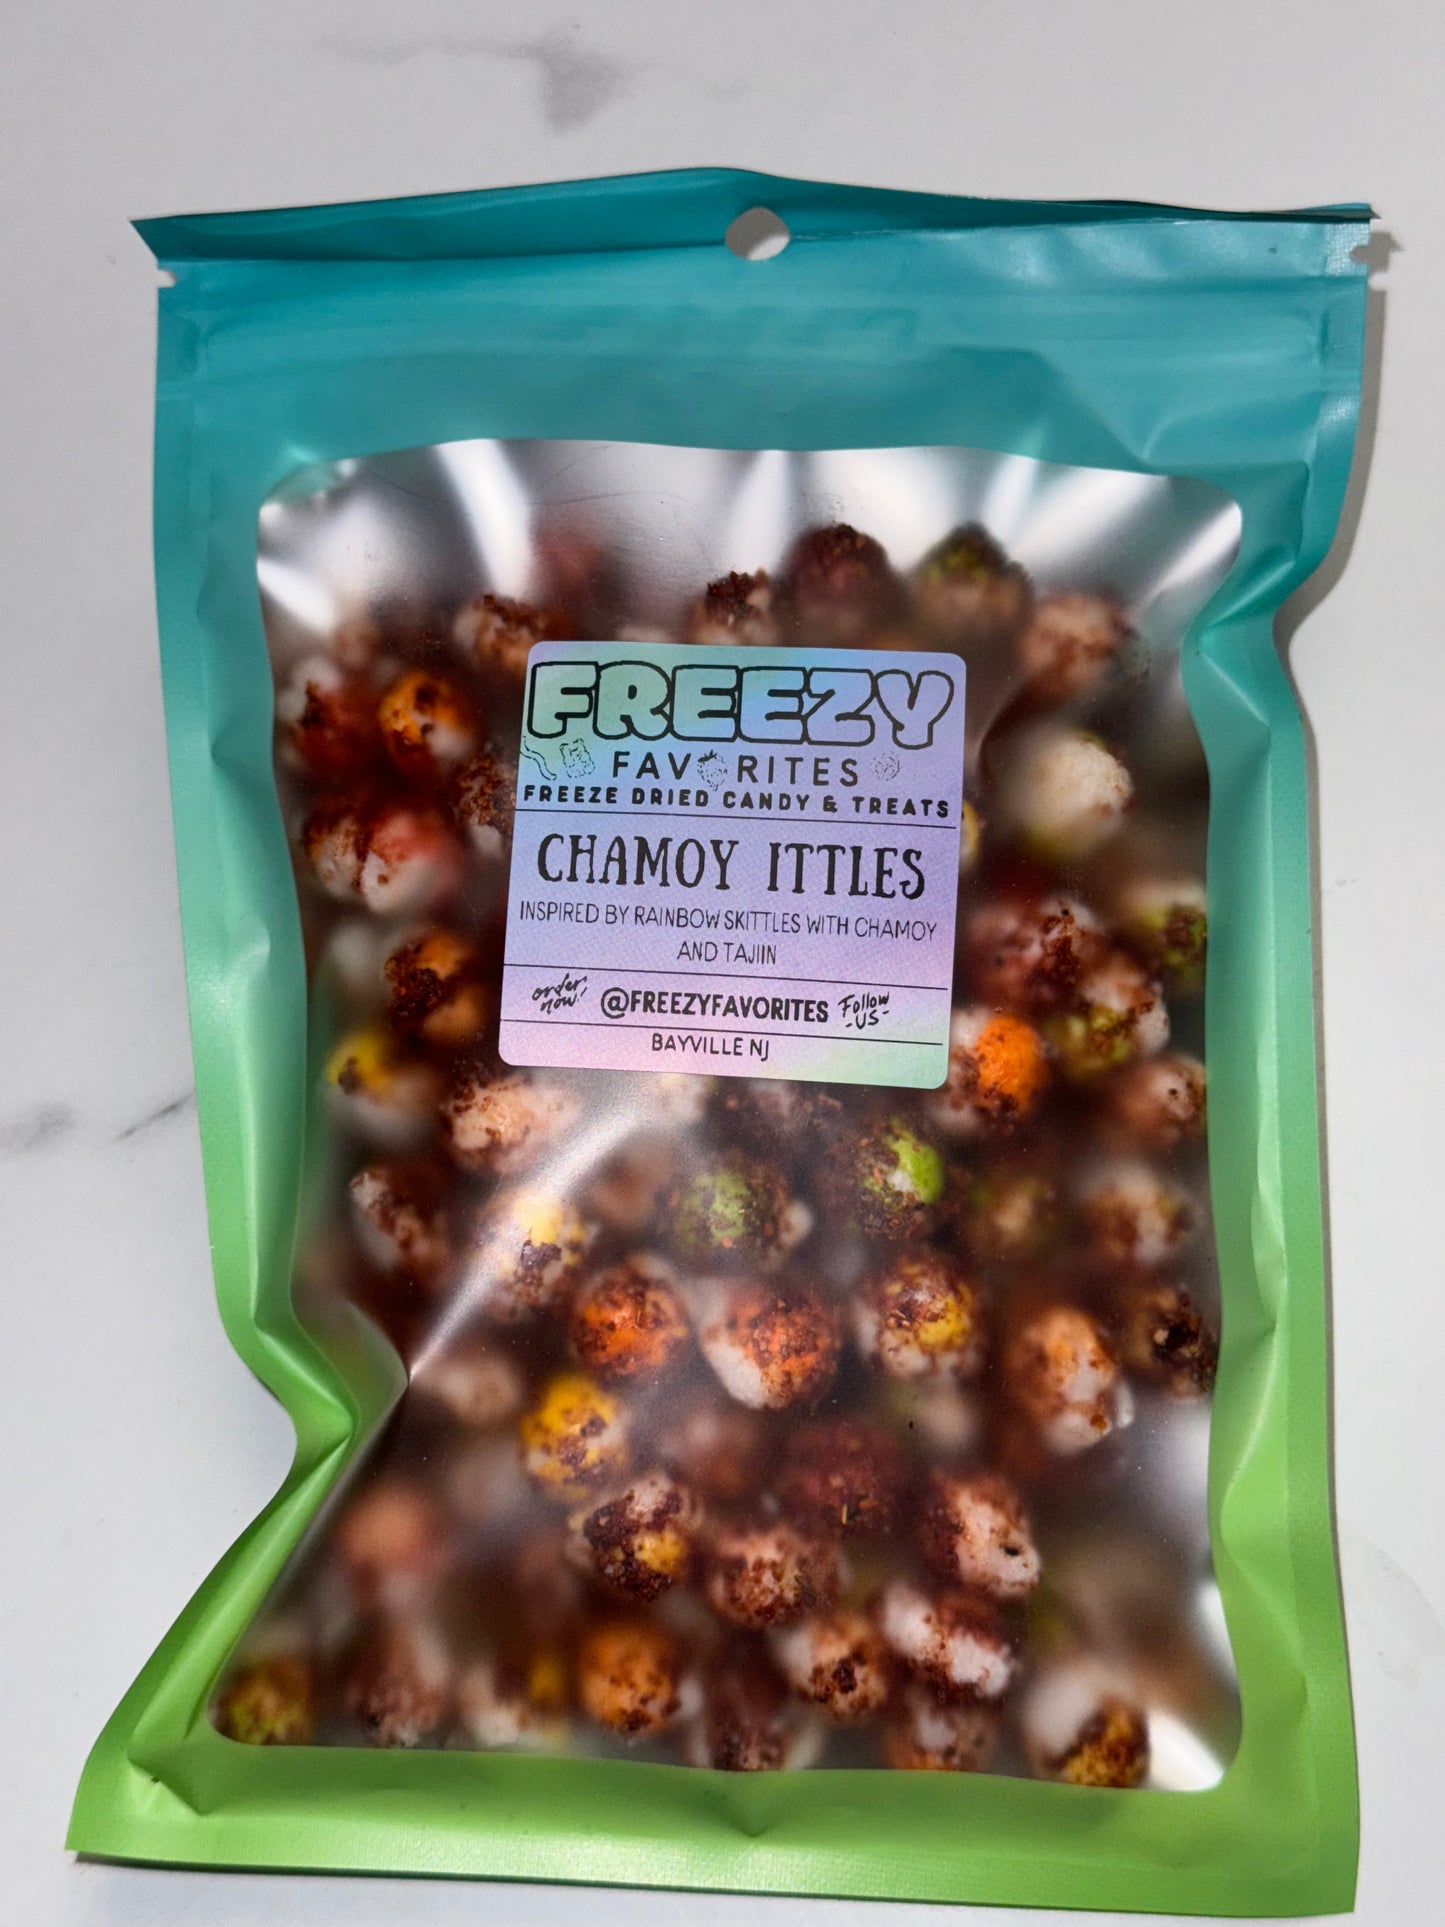 FREEZY
FAVORITES
FREEZE DRIED CANDY & TREATS
CHAMOY ITTLES
INSPIRED BY RAINBOW SKITTLES WITH CHAMOY
AND TAJIIN
order now! @FREEZYFAVORITES Follow -US-
BAYVILLE NJ